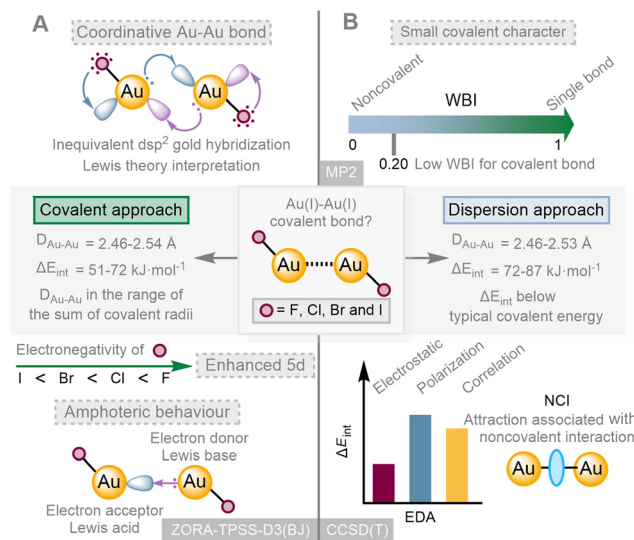 A
Coordinative Au-Au bond
Au
Au
Inequivalent dsp² gold hybridization
Lewis theory interpretation
B
Small covalent character
Noncovalent
WBI
Single bond
0
1
0.20
Low WBI for covalent bond
MP2
Covalent approach
D_Au-Au = 2.46-2.54 Å
ΔE_int = 51-72 kJ·mol⁻¹
D_Au-Au in the range of
the sum of covalent radii
Au(I)-Au(I)
covalent bond?
Au
Au
= F, Cl, Br and I
Dispersion approach
D_Au-Au = 2.46-2.53 Å
ΔE_int = 72-87 kJ·mol⁻¹
ΔE_int below
typical covalent energy
Electronegativity of
I < Br < Cl < F
Enhanced 5d
Amphoteric behaviour
Electron donor
Lewis base
Au
Au
Electron acceptor
Lewis acid
ZORA-TPSS-D3(BJ)
Electrostatic
Polarization
Correlation
ΔE_int
EDA
NCI
Attraction associated with
noncovalent interaction
Au
Au
CCSD(T)